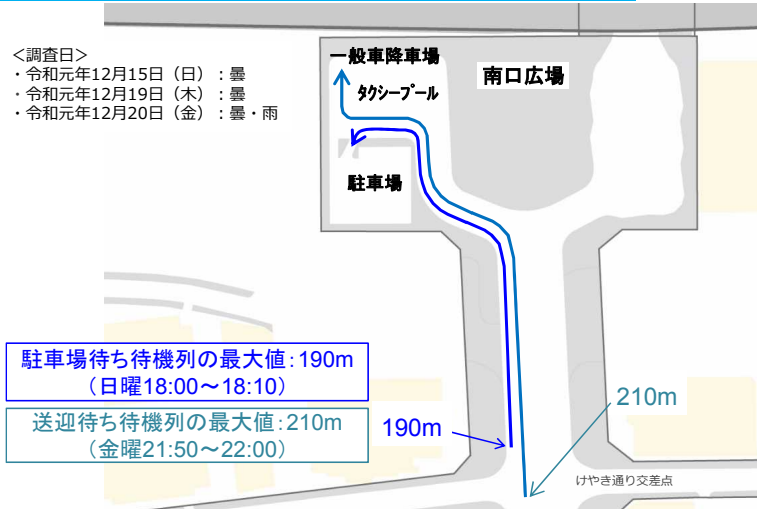 ＜調査日＞
・令和元年12月15日（日）：曇
・令和元年12月19日（木）：曇
・令和元年12月20日（金）：曇・雨
一般車降車場
ﾀｸｼｰﾌﾟｰﾙ
南口広場
駐車場
駐車場待ち待機列の最大値：190m
（日曜18:00～18:10）
送迎待ち待機列の最大値：210m
（金曜21:50～22:00）
190m
210m
けやき通り交差点